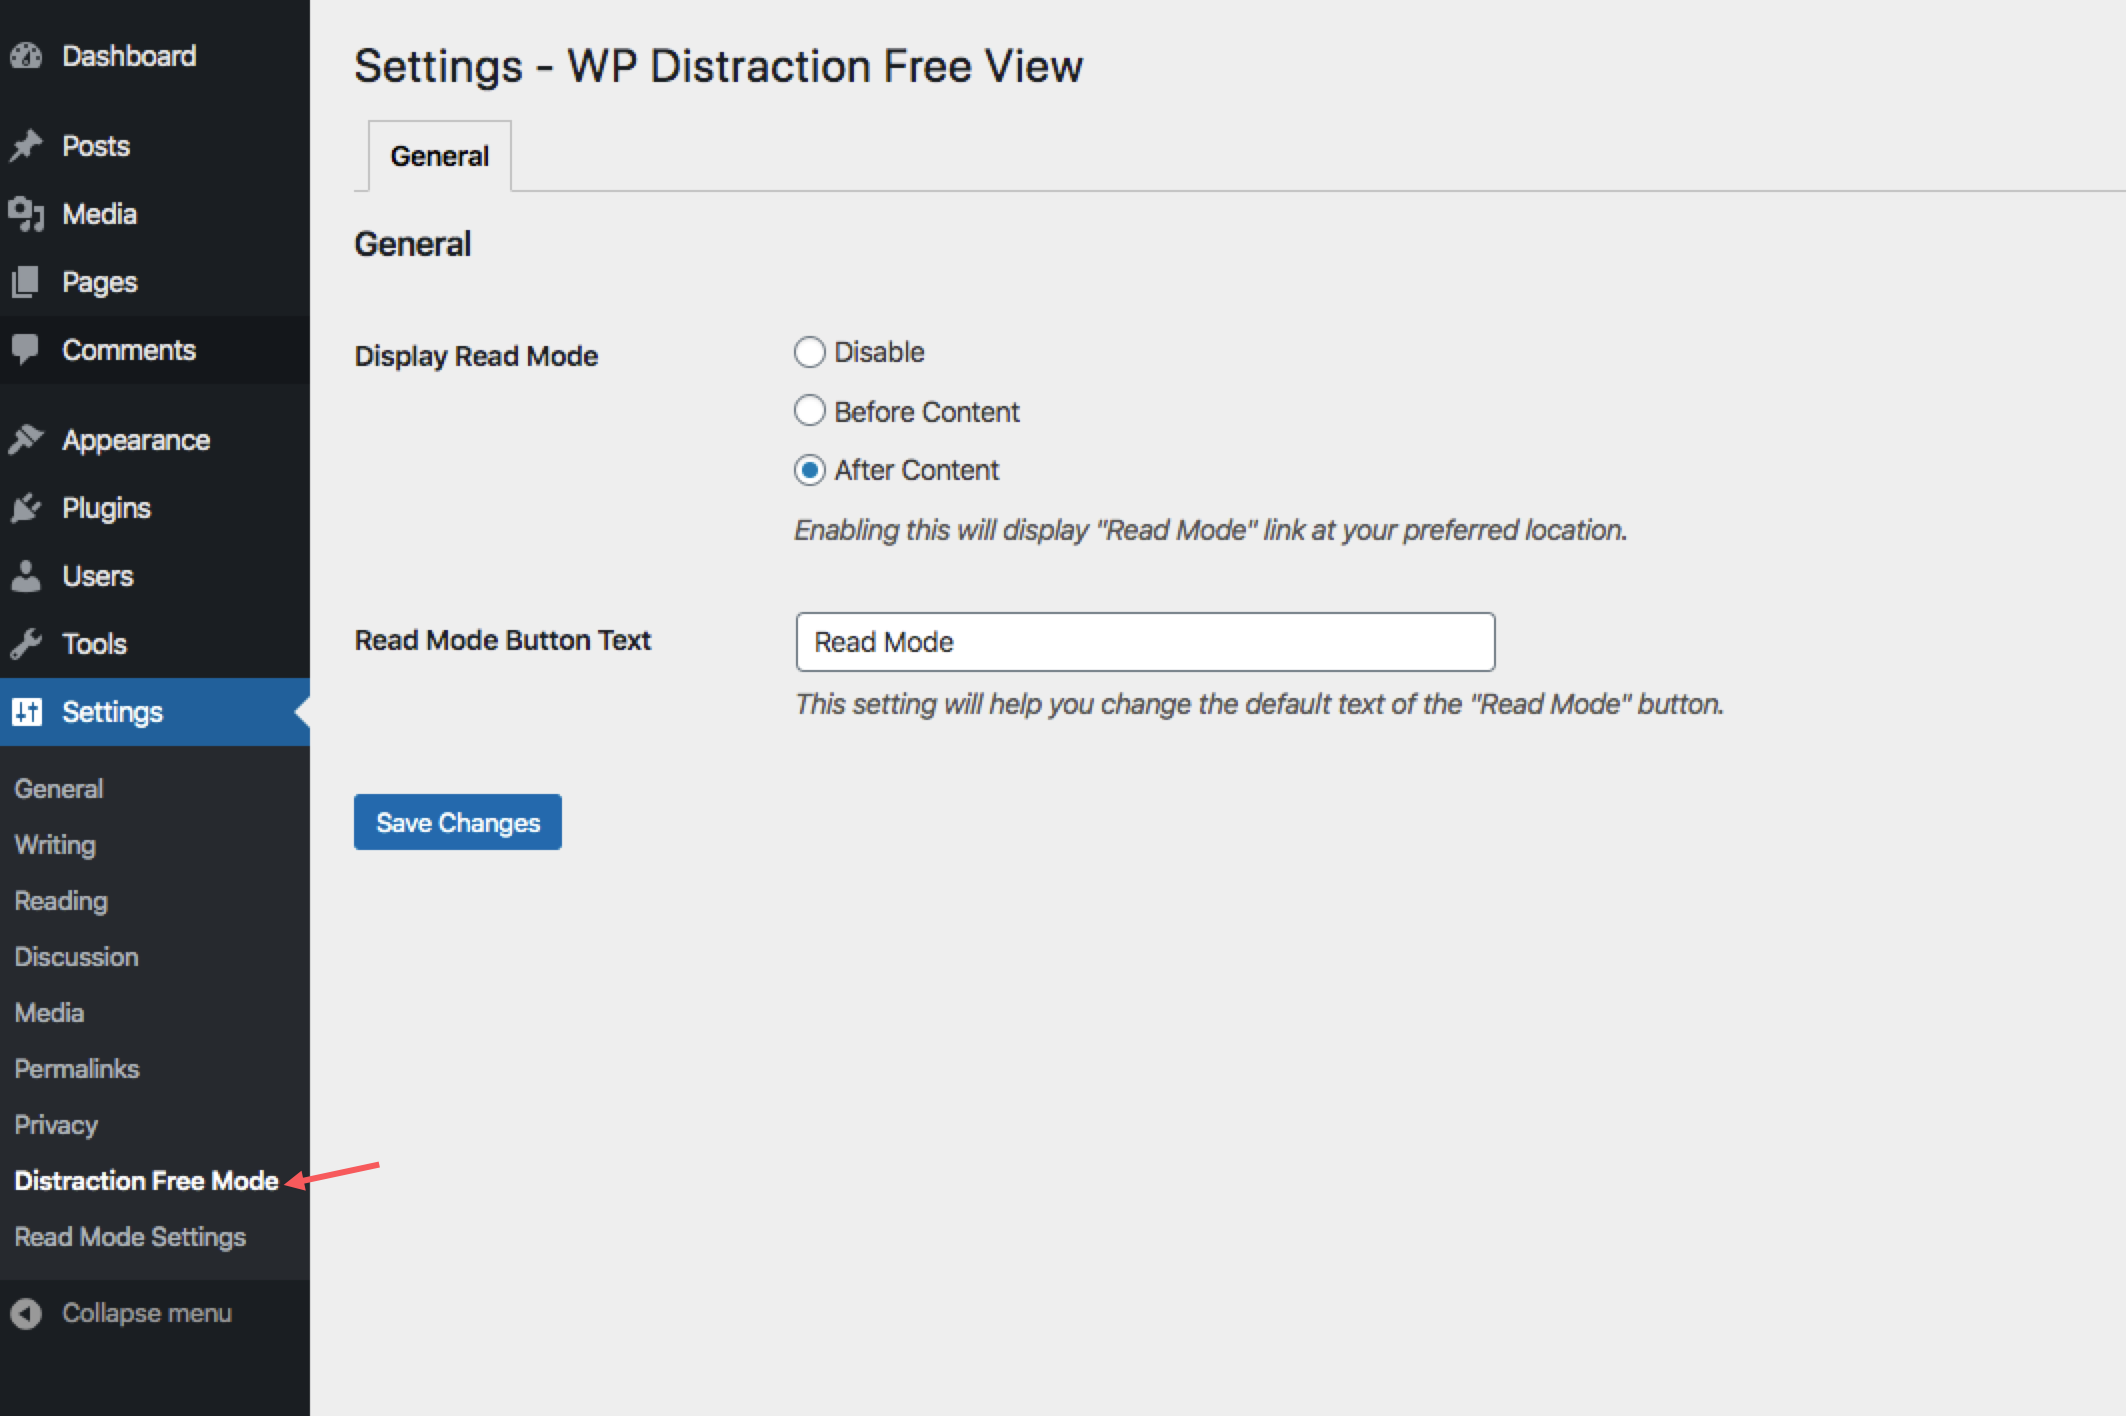 Dashboard
Posts
Media
Pages
Comments
Appearance
Plugins
Users
Tools
Settings
General
Writing
Reading
Discussion
Media
Permalinks
Privacy
Distraction Free Mode
Read Mode Settings
Collapse menu
Settings - WP Distraction Free View
General
General
Display Read Mode
Disable
Before Content
After Content
Enabling this will display "Read Mode" link at your preferred location.
Read Mode Button Text
Read Mode
This setting will help you change the default text of the "Read Mode" button.
Save Changes